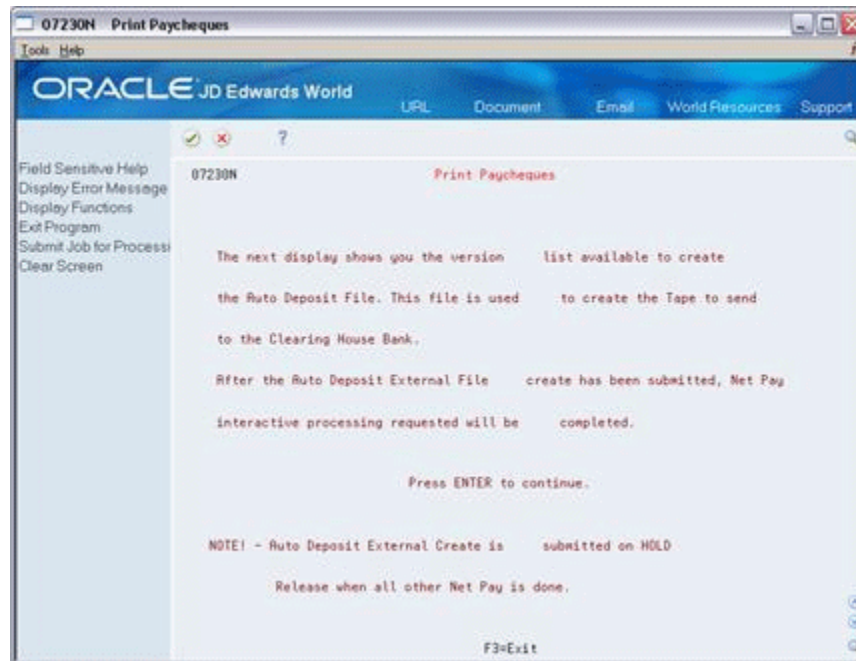 07230N Print Paycheques
Tools Help
ORACLE JD Edwards World
URL Document Email World Resources Support
?
Field Sensitive Help
Display Error Message
Display Functions
Exit Program
Submit Job for Processi
Clear Screen
07230N Print Paycheques
The next display shows you the version list available to create
the Auto Deposit File. This file is used to create the Tape to send
to the Clearing House Bank.
After the Auto Deposit External File create has been submitted, Net Pay
interactive processing requested will be completed.
Press ENTER to continue.
NOTE! - Auto Deposit External Create is submitted on HOLD
Release when all other Net Pay is done.
F3=Exit